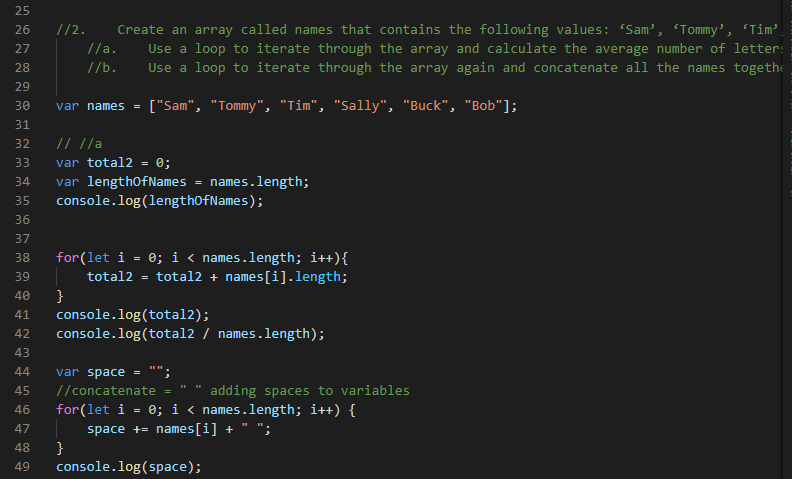 25
26 //2. Create an array called names that contains the following values: ‘Sam’, ‘Tommy’, ‘Tim’,
27 //a. Use a loop to iterate through the array and calculate the average number of letters
28 //b. Use a loop to iterate through the array again and concatenate all the names
29
30 var names = ["Sam", "Tommy", "Tim", "Sally", "Buck", "Bob"];
31
32 // //a
33 var total2 = 0;
34 var lengthOfNames = names.length;
35 console.log(lengthOfNames);
36
37
38 for(let i = 0; i < names.length; i++){
39 total2 = total2 + names[i].length;
40 }
41 console.log(total2);
42 console.log(total2 / names.length);
43
44 var space = "";
45 //concatenate = " " adding spaces to variables
46 for(let i = 0; i < names.length; i++) {
47 space += names[i] + " ";
48 }
49 console.log(space);